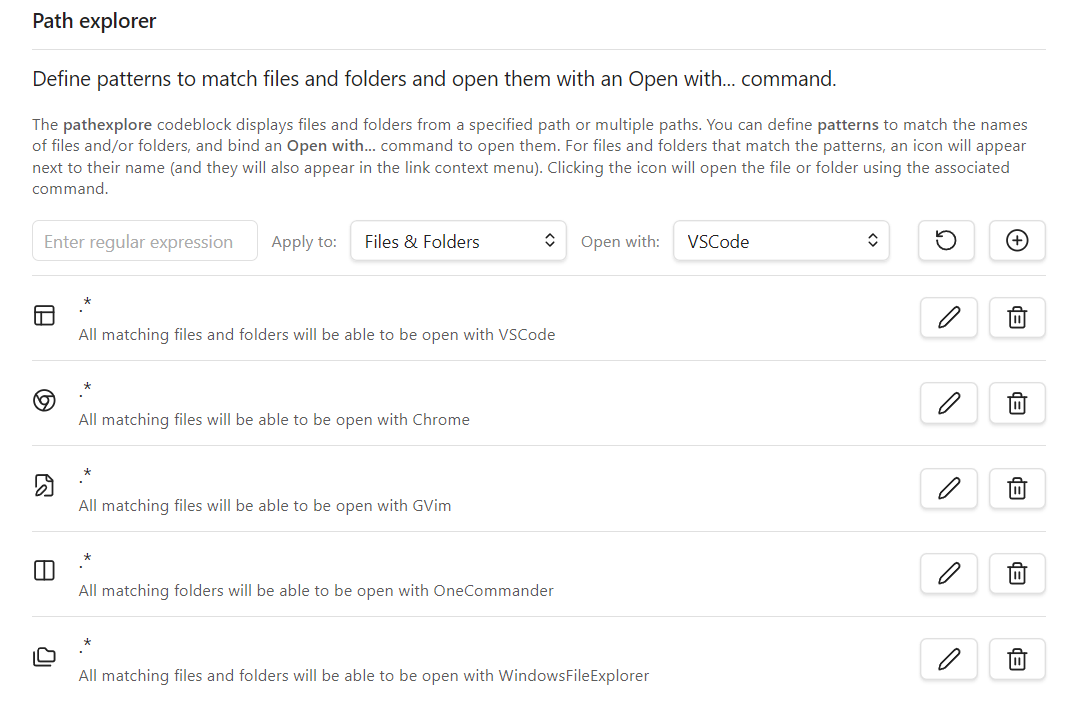 Path explorer
Define patterns to match files and folders and open them with an Open with... command.
The pathexplore codeblock displays files and folders from a specified path or multiple paths. You can define patterns to match the names
of files and/or folders, and bind an Open with... command to open them. For files and folders that match the patterns, an icon will appear
next to their name (and they will also appear in the link context menu). Clicking the icon will open the file or folder using the associated
command.
Enter regular expression Apply to: Files & Folders Open with: VSCode
.*
All matching files and folders will be able to be open with VSCode
.*
All matching files will be able to be open with Chrome
.*
All matching files will be able to be open with GVim
.*
All matching folders will be able to be open with OneCommander
.*
All matching files and folders will be able to be open with WindowsFileExplorer